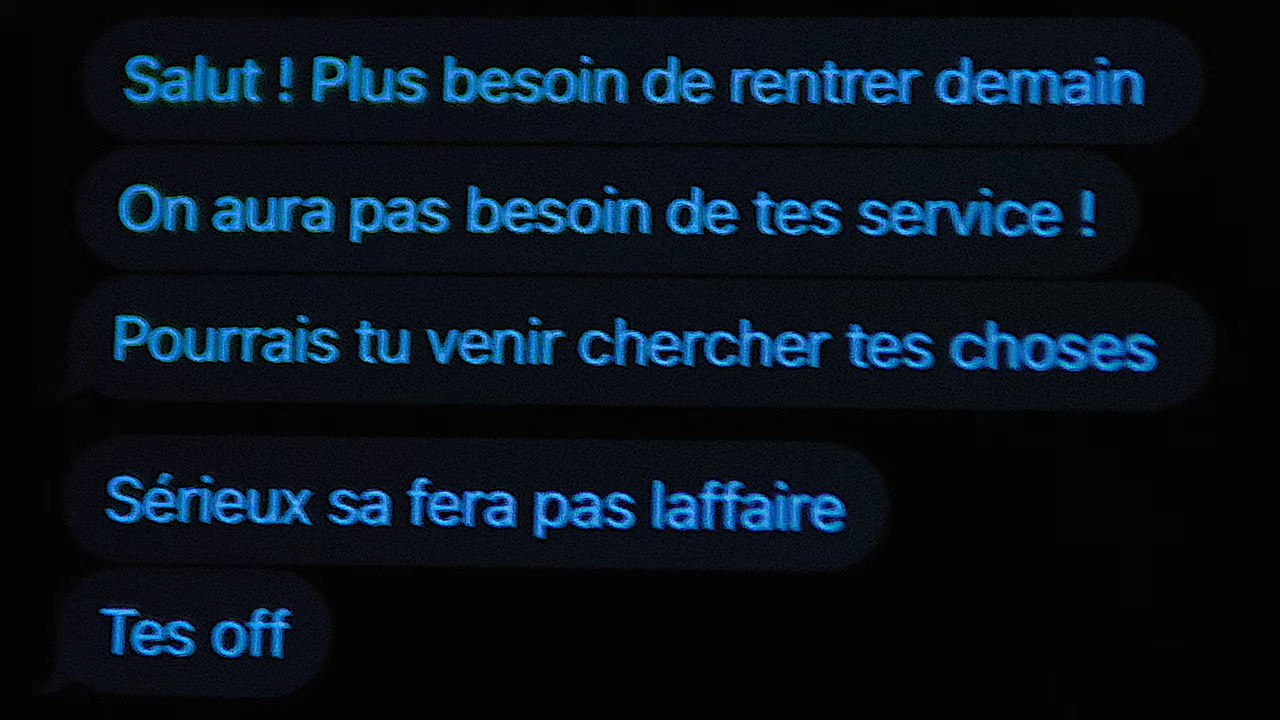 Salut ! Plus besoin de rentrer demain
On aura pas besoin de tes service !
Pourrais tu venir chercher tes choses
Sérieux sa fera pas laffaire
Tes off